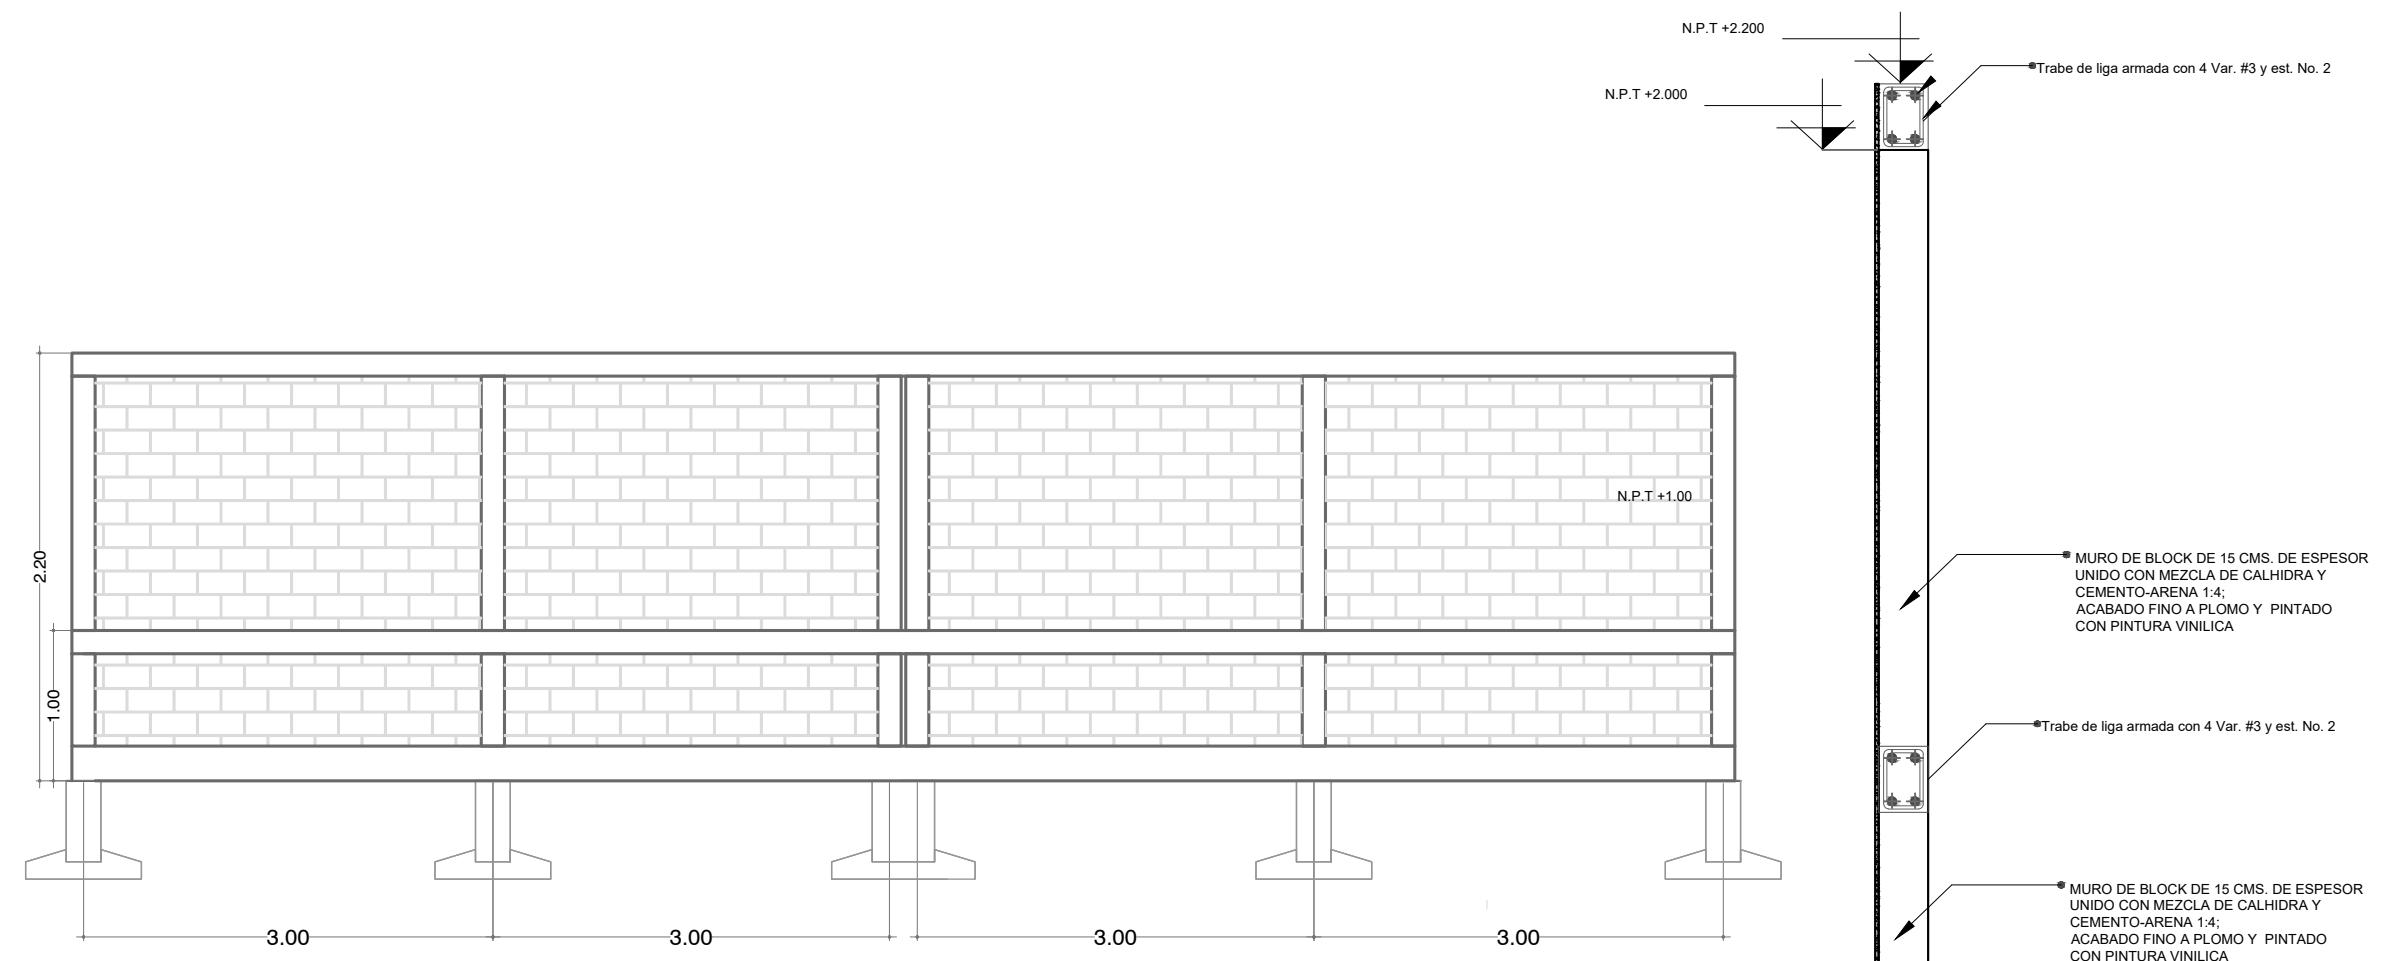 N.P.T +2.200
Trabe de liga armada con 4 Var. #3 y est. No. 2
N.P.T +2.000
N.P.T +1.00
2.20
1.00
MURO DE BLOCK DE 15 CMS. DE ESPESOR
UNIDO CON MEZCLA DE CALHIDRA Y
CEMENTO-ARENA 1:4;
ACABADO FINO A PLOMO Y PINTADO
CON PINTURA VINILICA
Trabe de liga armada con 4 Var. #3 y est. No. 2
MURO DE BLOCK DE 15 CMS. DE ESPESOR
UNIDO CON MEZCLA DE CALHIDRA Y
CEMENTO-ARENA 1:4;
ACABADO FINO A PLOMO Y PINTADO
CON PINTURA VINILICA
3.00
3.00
3.00
3.00